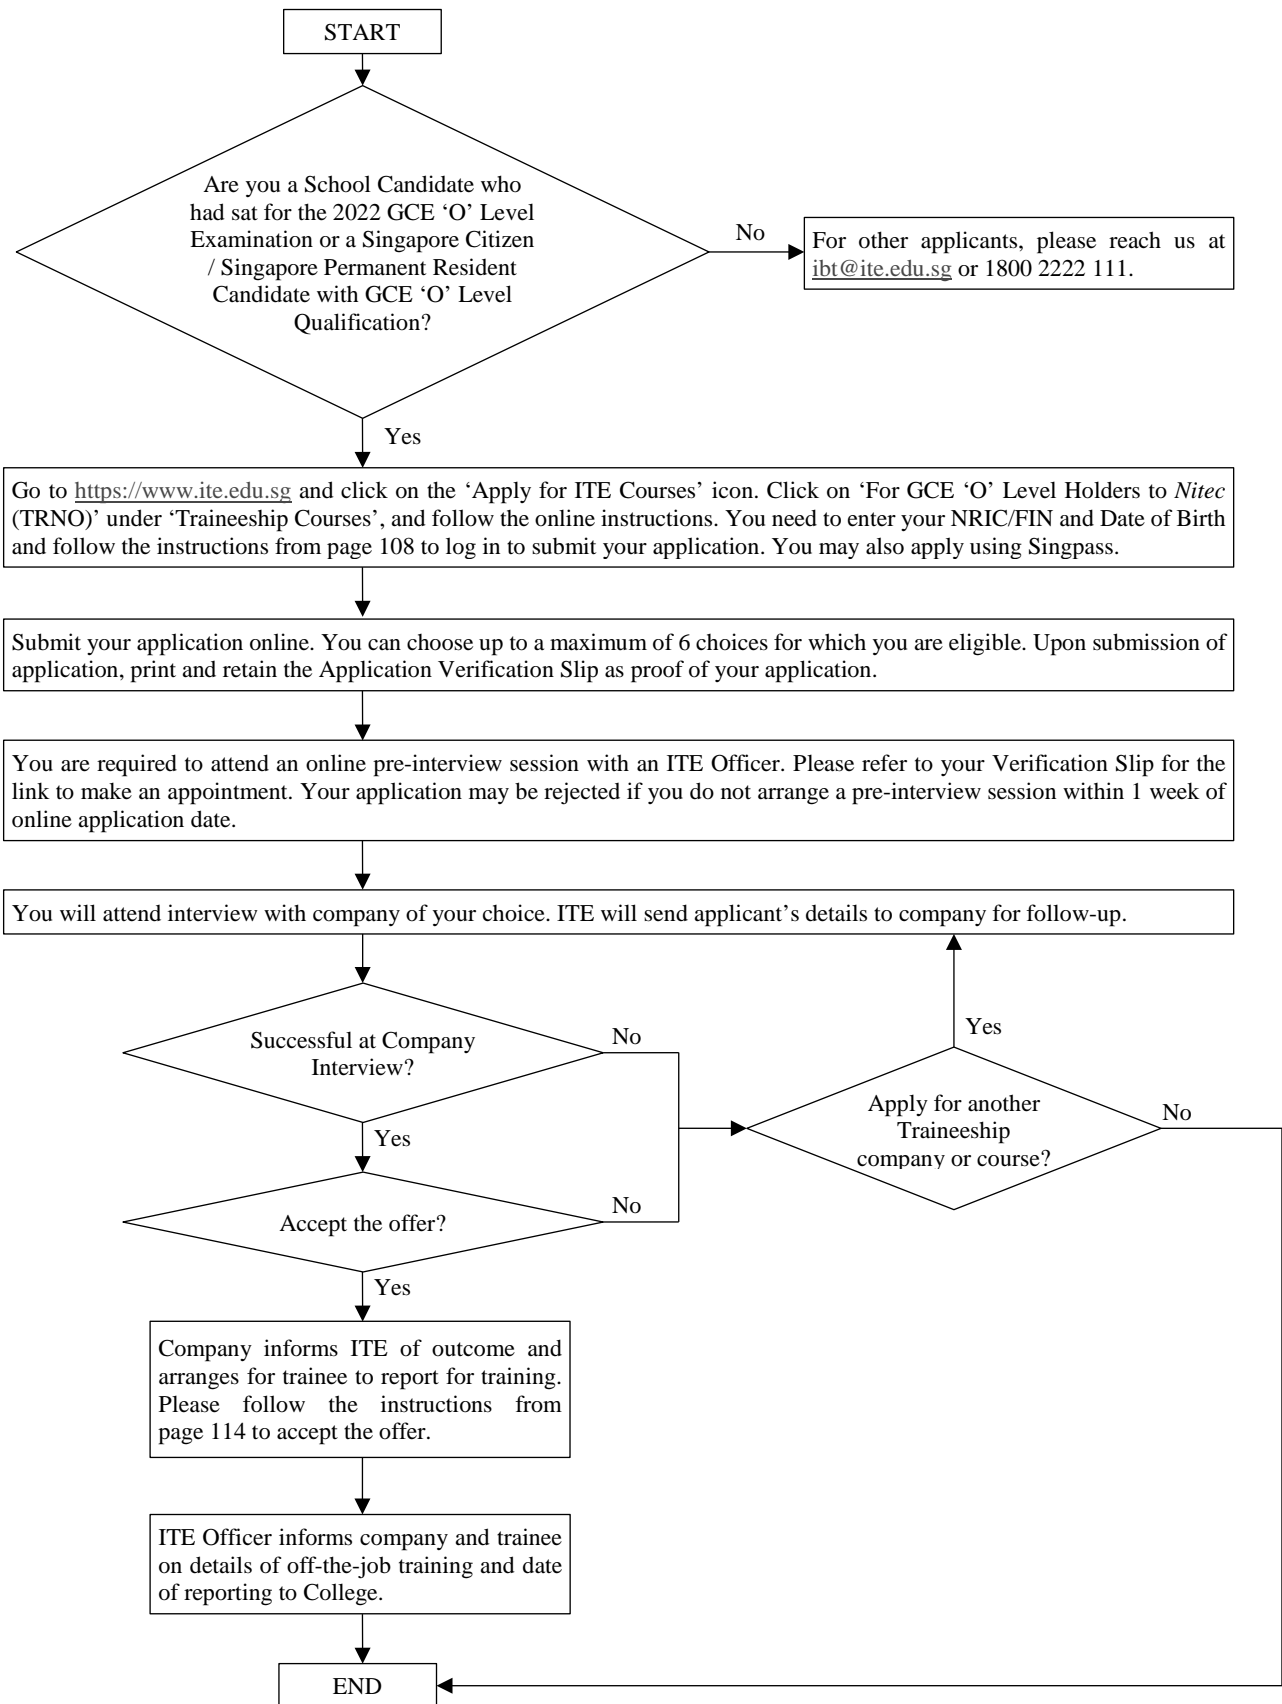 START
Are you a School Candidate who
had sat for the 2022 GCE ‘O’ Level
Examination or a Singapore Citizen
/ Singapore Permanent Resident
Candidate with GCE ‘O’ Level
Qualification?
No
For other applicants, please reach us at
ibt@ite.edu.sg or 1800 2222 111.
Yes
Go to https://www.ite.edu.sg and click on the ‘Apply for ITE Courses’ icon. Click on ‘For GCE ‘O’ Level Holders to Nitec
(TRNO)’ under ‘Traineeship Courses’, and follow the online instructions. You need to enter your NRIC/FIN and Date of Birth
and follow the instructions from page 108 to log in to submit your application. You may also apply using Singpass.
Submit your application online. You can choose up to a maximum of 6 choices for which you are eligible. Upon submission of
application, print and retain the Application Verification Slip as proof of your application.
You are required to attend an online pre-interview session with an ITE Officer. Please refer to your Verification Slip for the
link to make an appointment. Your application may be rejected if you do not arrange a pre-interview session within 1 week of
online application date.
You will attend interview with company of your choice. ITE will send applicant’s details to company for follow-up.
Successful at Company
Interview?
No
Yes
Accept the offer?
No
Yes
Apply for another
Traineeship
company or course?
Yes
No
Company informs ITE of outcome and
arranges for trainee to report for training.
Please follow the instructions from
page 114 to accept the offer.
ITE Officer informs company and trainee
on details of off-the-job training and date
of reporting to College.
END